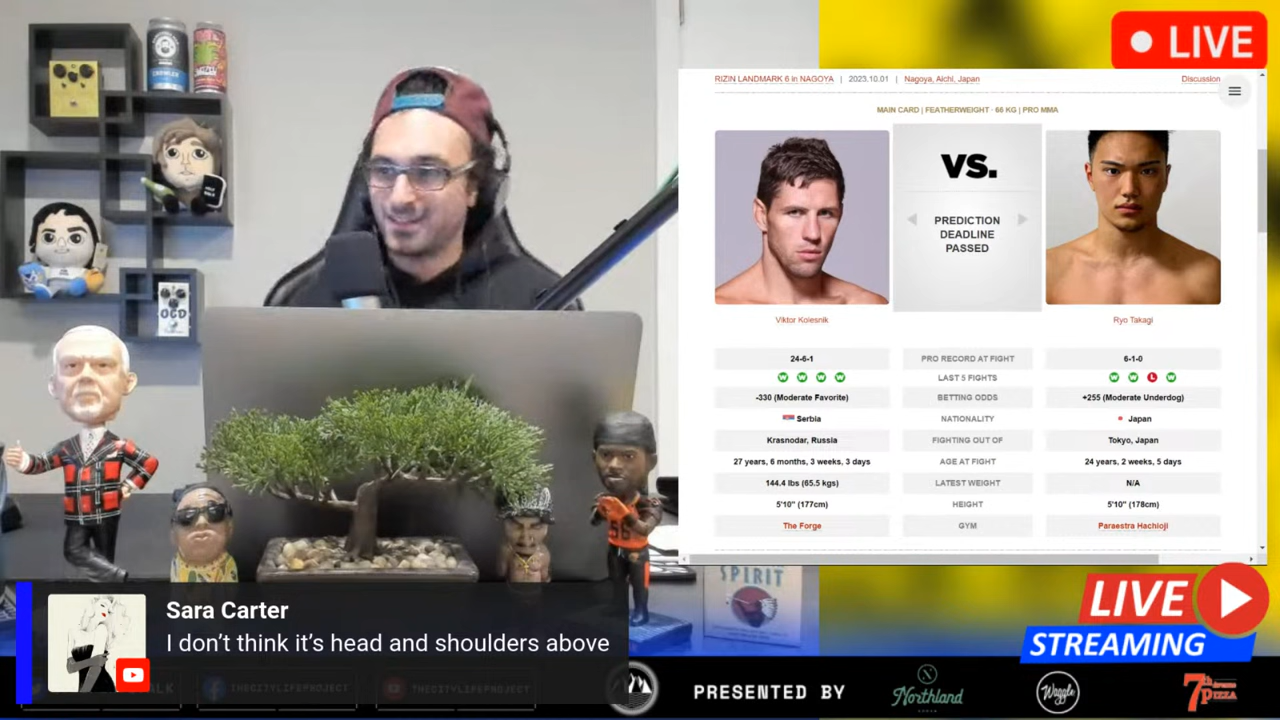 LIVE
RIZIN LANDMARK 6 in NAGOYA | 2023.10.01 | Nagoya, Aichi, Japan
Discussion
MAIN CARD | FEATHERWEIGHT · 66 KG | PRO MMA
VS.
PREDICTION
DEADLINE
PASSED
Viktor Kolesnik
Ryo Takagi
24-6-1 PRO RECORD AT FIGHT 6-1-0
W W W W LAST 5 FIGHTS W W L W
-330 (Moderate Favorite) BETTING ODDS +255 (Moderate Underdog)
Serbia NATIONALITY Japan
Krasnodar, Russia FIGHTING OUT OF Tokyo, Japan
27 years, 6 months, 3 weeks, 3 days AGE AT FIGHT 24 years, 2 weeks, 5 days
144.4 lbs (65.5 kgs) LATEST WEIGHT N/A
5'10" (177cm) HEIGHT 5'10" (178cm)
The Forge GYM Paraestra Hachioji
OCD
SPIRIT
Sara Carter
I don't think it's head and shoulders above
LIVE
STREAMING
THECITYLIFEPROJECT
THECITYLIFEPROJECT
PRESENTED BY
Northland
Waggle
7th
PIZZA